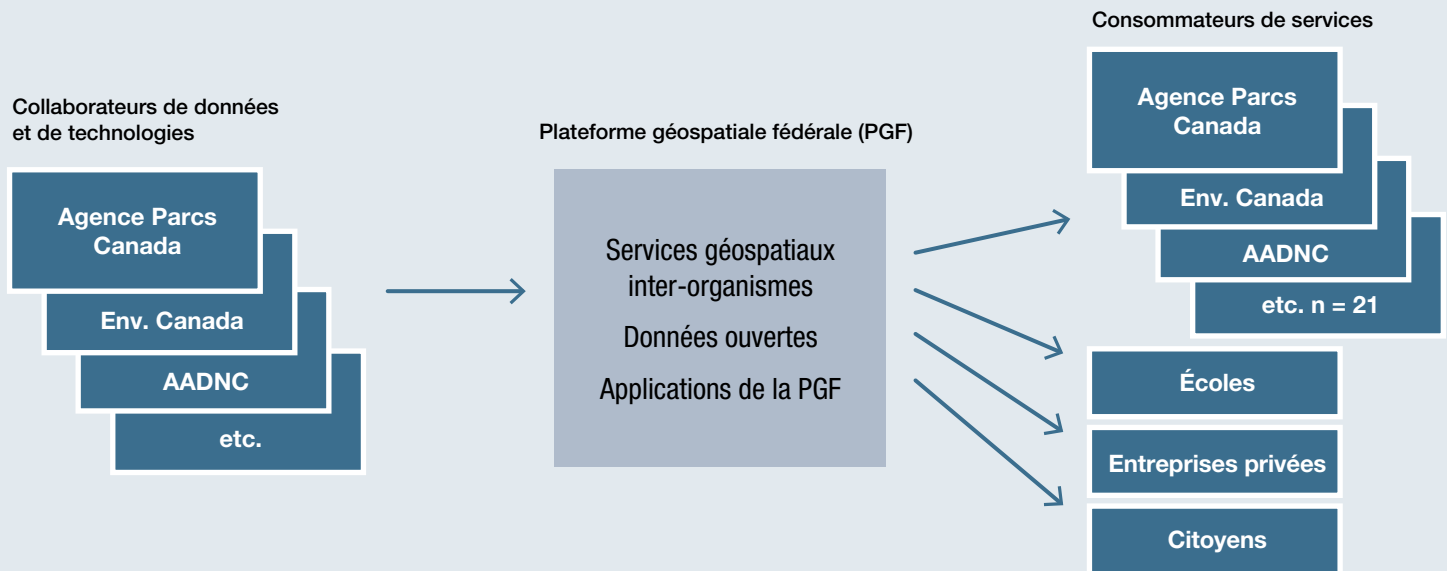 Collaborateurs de données
et de technologies
Agence Parcs
Canada
Env. Canada
AADNC
etc.
Plateforme géospatiale fédérale (PGF)
Services géospatiaux
inter-organismes
Données ouvertes
Applications de la PGF
Consommateurs de services
Agence Parcs
Canada
Env. Canada
AADNC
etc. n = 21
Écoles
Entreprises privées
Citoyens